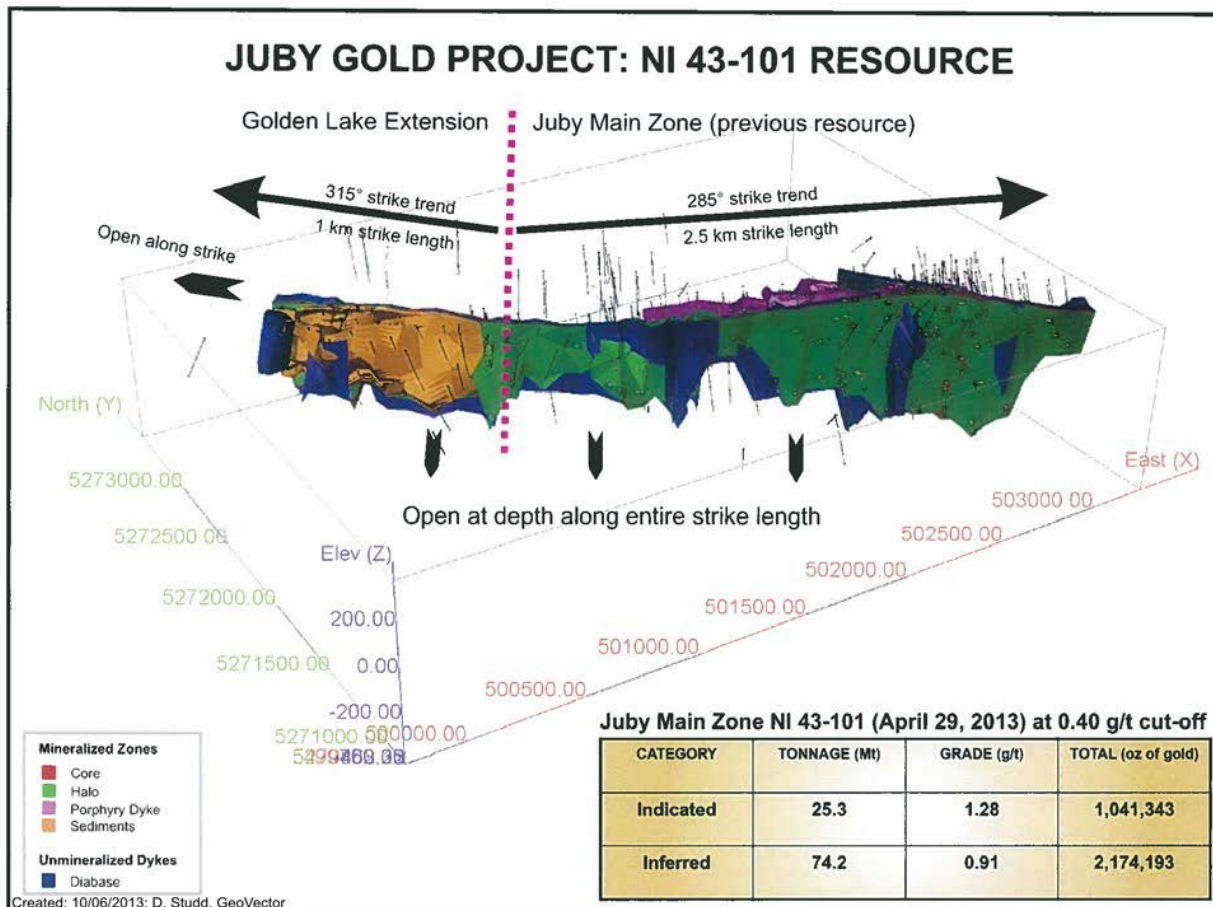 JUBY GOLD PROJECT: NI 43-101 RESOURCE
Golden Lake Extension
Juby Main Zone (previous resource)
315° strike trend
1 km strike length
285° strike trend
2.5 km strike length
Open along strike
North (Y)
5273000.00
5272500.00
5272000.00
5271500.00
5271000.00
Elev (Z)
200.00
0.00
-200.00
East (X)
503000.00
502500.00
502000.00
501500.00
501000.00
500500.00
500000.00
Open at depth along entire strike length
Mineralized Zones
Core
Halo
Porphyry Dyke
Sediments
Unmineralized Dykes
Diabase
Created: 10/06/2013; D. Studd, GeoVector
Juby Main Zone NI 43-101 (April 29, 2013) at 0.40 g/t cut-off
CATEGORY TONNAGE (Mt) GRADE (g/t) TOTAL (oz of gold)
Indicated 25.3 1.28 1,041,343
Inferred 74.2 0.91 2,174,193